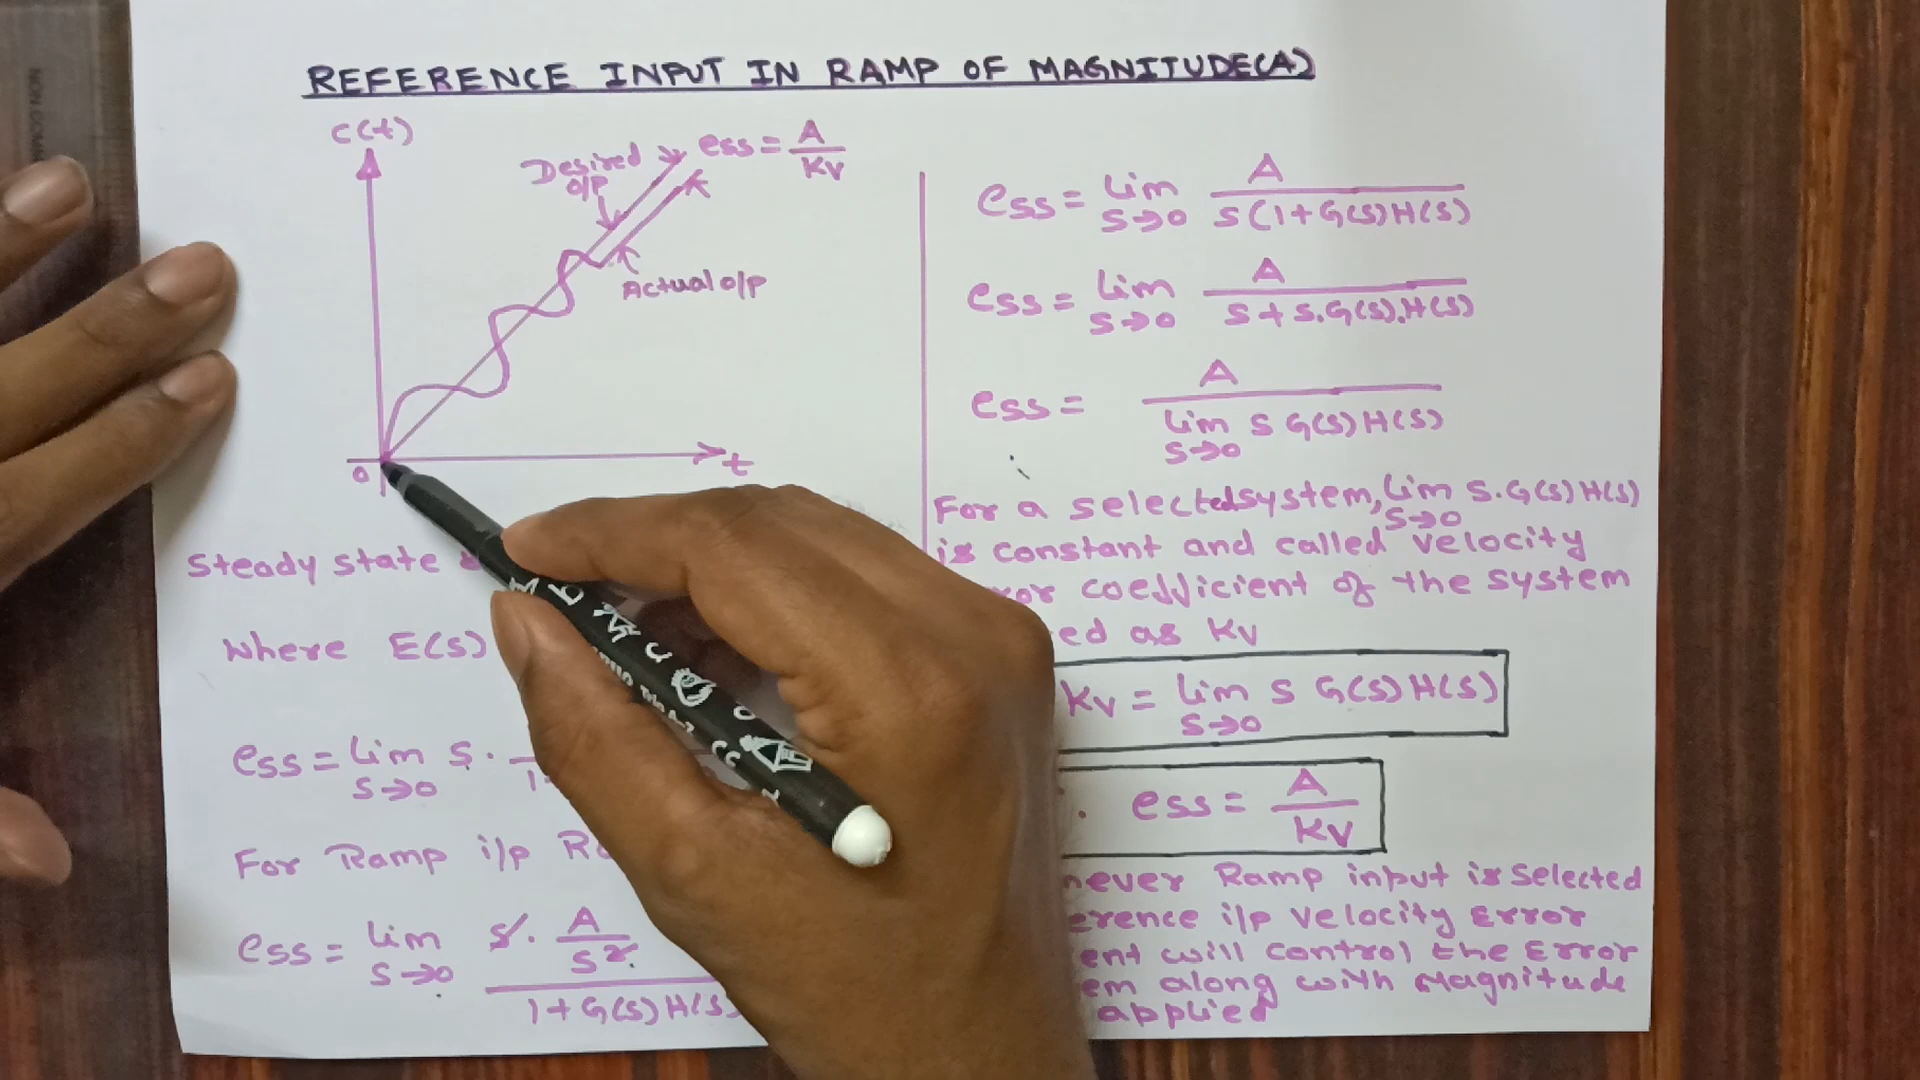 REFERENCE INPUT IN RAMP OF MAGNITUDE(A)
c(t)
Desired
o/p
ess = A
Kv
Actual o/p
0
t
Steady state
Where E(s)
ess = Lim s.
s→0
1
For Ramp i/p R
ess = Lim s. A
s→0 s²
1+G(s)H(s)
ess = Lim A
s→0 s(1+G(s)H(s)
ess = Lim A
s→0 s+s.G(s).H(s)
ess = A
Lim s G(s)H(s)
s→0
For a selected system, Lim s.G(s)H(s)
s→0
is constant and called velocity
coefficient of the system
as Kv
Kv = Lim s G(s)H(s)
s→0
ess = A
Kv
Ramp input is selected
i/p velocity Error
will control the Error
along with Magnitude
applied